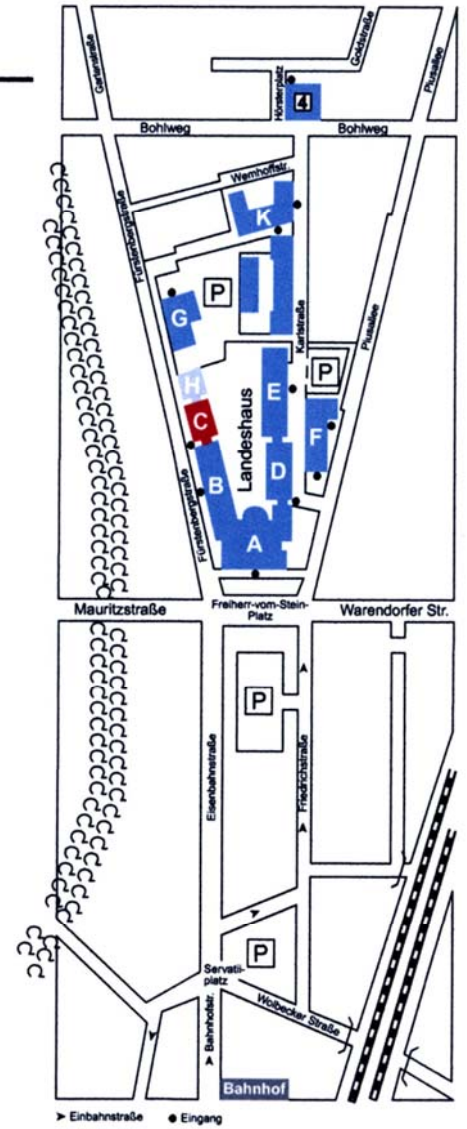 Gartenstraße
Goldstraße
Piusallee
Hörsterplatz
4
Bohlweg
Bohlweg
Wemhoffstr.
K
Fürstenbergstraße
P
G
Karlstraße
Piusallee
P
H
E
C
Landeshaus
F
B
D
Fürstenbergstraße
A
Mauritzstraße
Freiherr-vom-Stein-
Platz
Warendorfer Str.
P
Eisenbahnstraße
Friedrichstraße
P
Servatii-
platz
Wolbecker Straße
Bahnhofstr.
Bahnhof
Einbahnstraße
Eingang